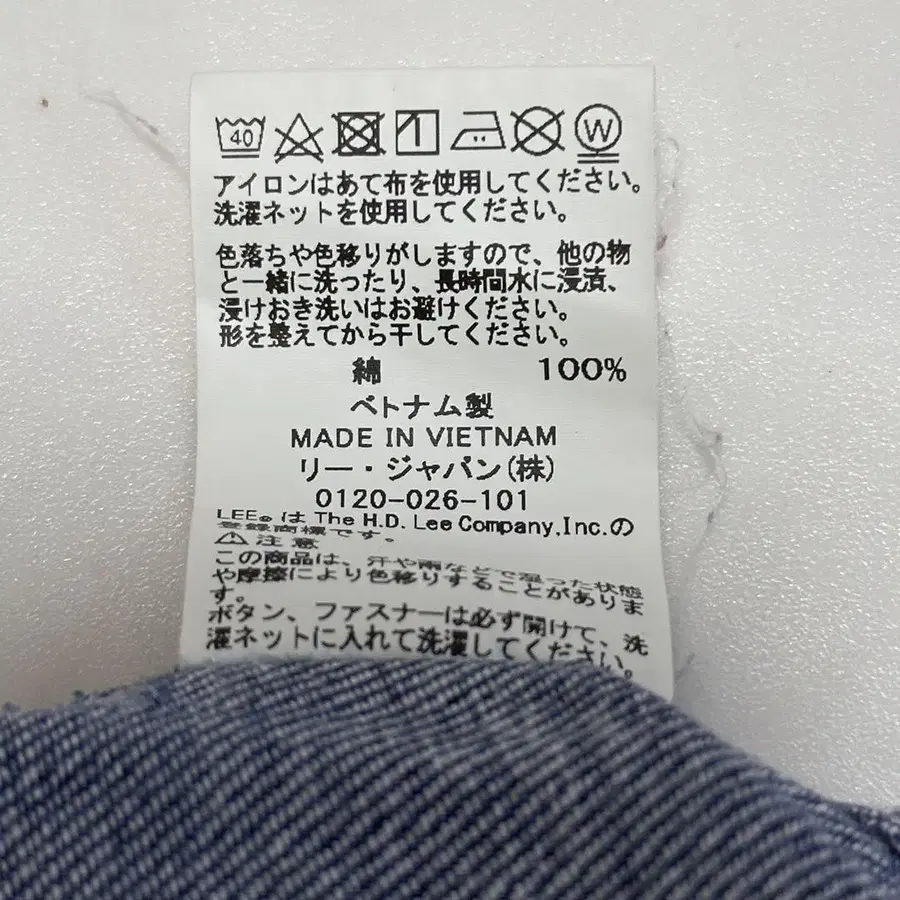 40 W
アイロンはあて布を使用してください。
洗濯ネットを使用してください。
色落ちや色移りがしますので、他の物
と一緒に洗ったり、長時間水に浸漬、
浸けおき洗いはお避けください。
形を整えてから干してください。
綿 100%
ベトナム製
MADE IN VIETNAM
リー・ジャパン(株)
0120-026-101
LEE® は The H.D. Lee Company,Inc.の
登録商標です。
⚠注意
この商品は、汗や雨などで湿った状態
や摩擦により色移りすることがありま
す。
ボタン、ファスナーは必ず開けて、洗
濯ネットに入れて洗濯してください。